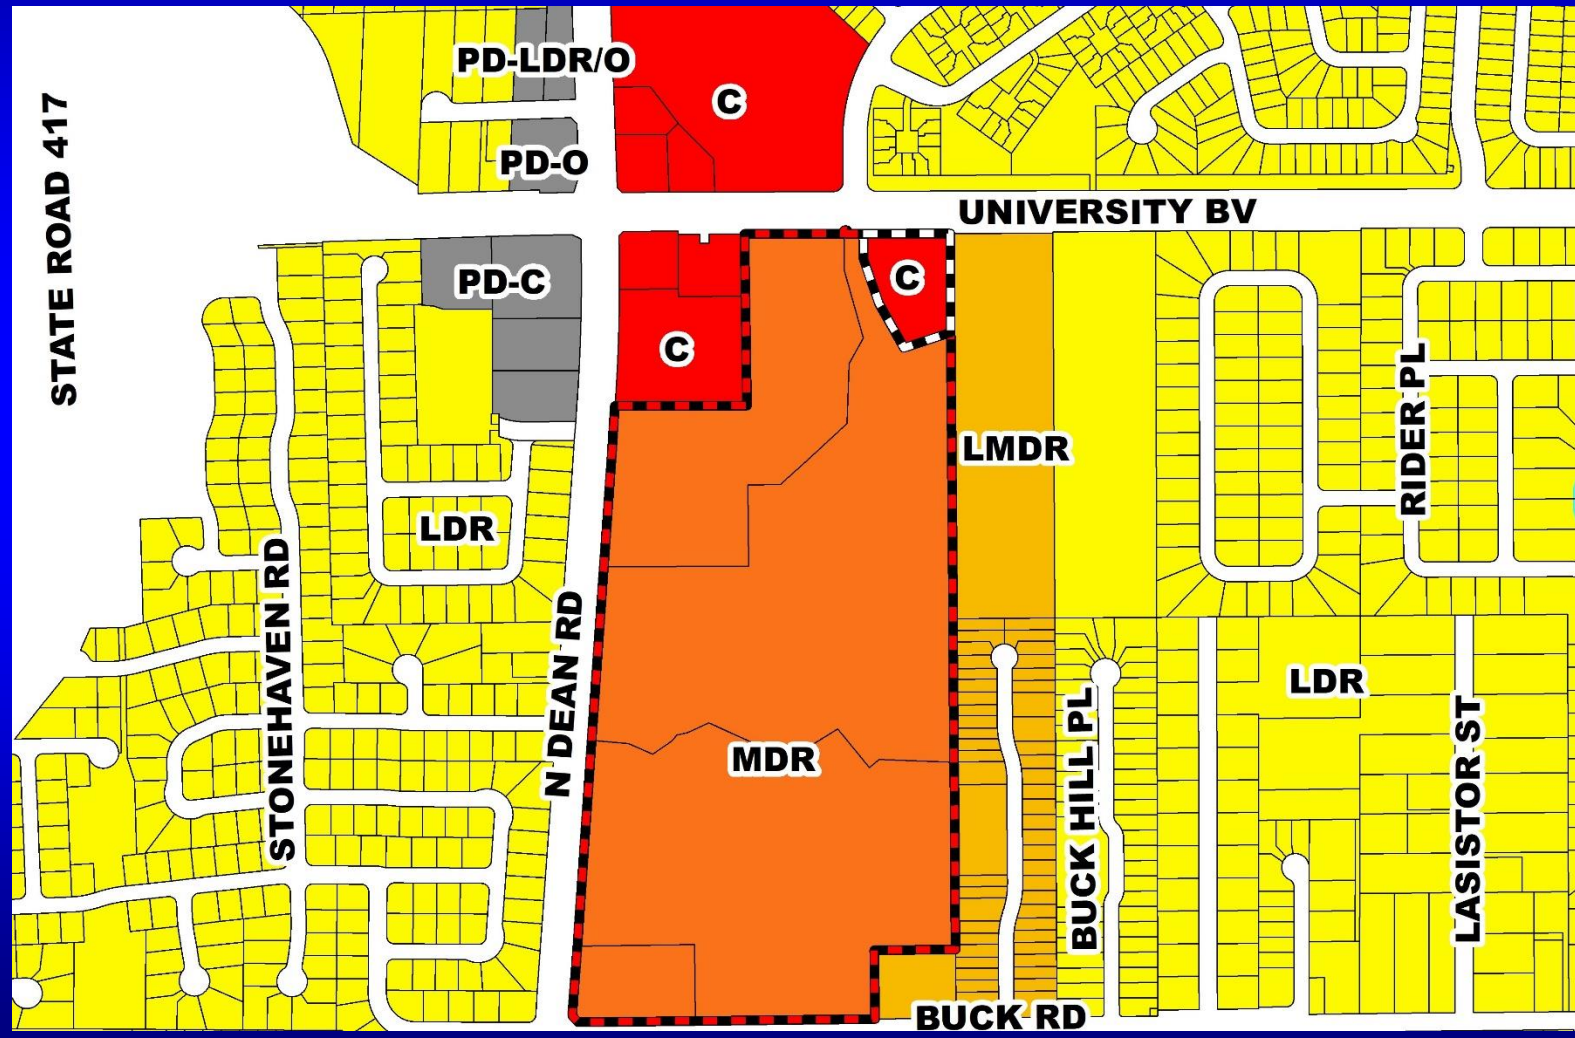 PD-LDR/O
C
STATE ROAD 417
PD-O
UNIVERSITY BV
PD-C
C
C
RIDER PL
LMDR
LDR
STONEHAVEN RD
N DEAN RD
LDR
BUCK HILL PL
LASISTOR ST
MDR
BUCK RD